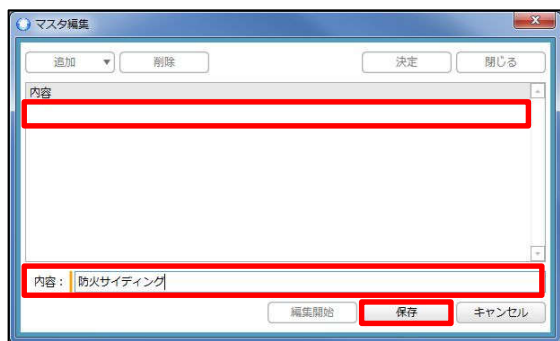 マスタ編集
追加 ▼ 削除 決定 閉じる
内容
内容： 防火サイディング
編集開始 保存 キャンセル